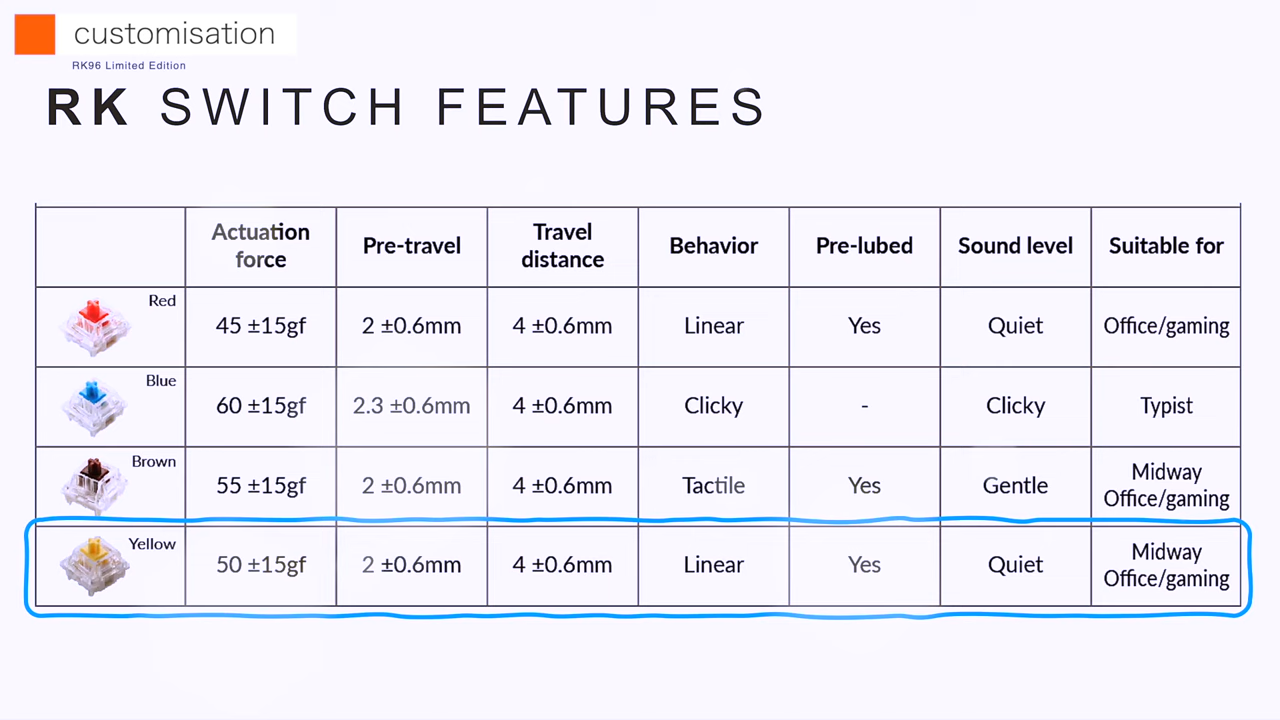 customisation
RK96 Limited Edition
RK SWITCH FEATURES
Actuation force Pre-travel Travel distance Behavior Pre-lubed Sound level Suitable for
Red 45 ±15gf 2 ±0.6mm 4 ±0.6mm Linear Yes Quiet Office/gaming
Blue 60 ±15gf 2.3 ±0.6mm 4 ±0.6mm Clicky - Clicky Typist
Brown 55 ±15gf 2 ±0.6mm 4 ±0.6mm Tactile Yes Gentle Midway Office/gaming
Yellow 50 ±15gf 2 ±0.6mm 4 ±0.6mm Linear Yes Quiet Midway Office/gaming